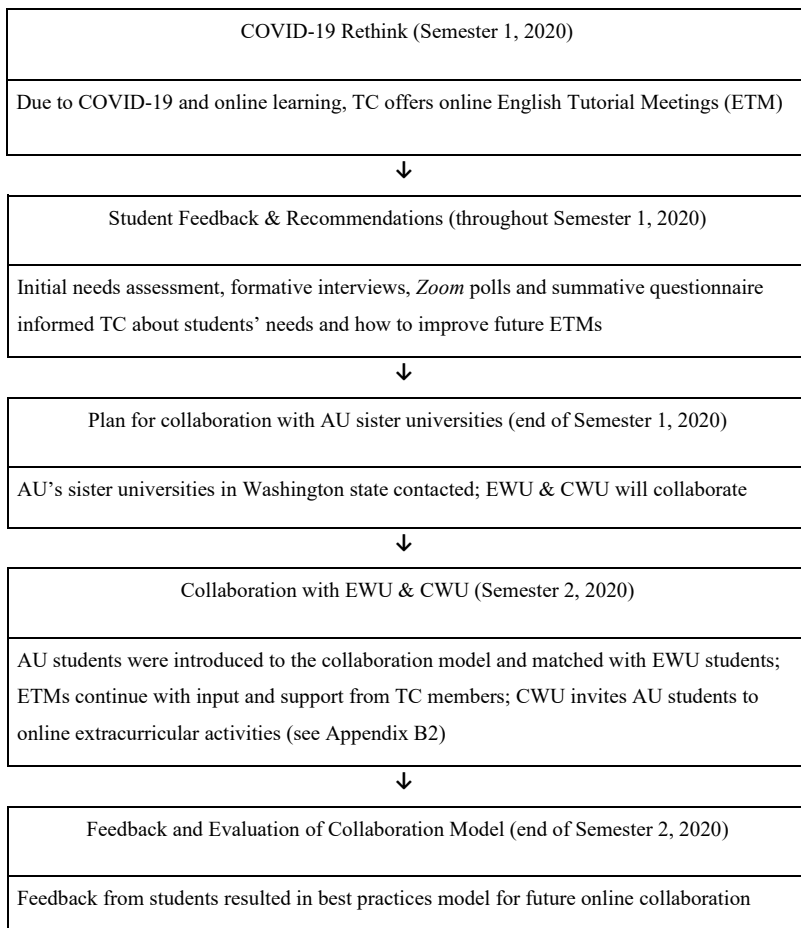 COVID-19 Rethink (Semester 1, 2020)
Due to COVID-19 and online learning, TC offers online English Tutorial Meetings (ETM)
↓
Student Feedback & Recommendations (throughout Semester 1, 2020)
Initial needs assessment, formative interviews, Zoom polls and summative questionnaire
informed TC about students’ needs and how to improve future ETMs
↓
Plan for collaboration with AU sister universities (end of Semester 1, 2020)
AU’s sister universities in Washington state contacted; EWU & CWU will collaborate
↓
Collaboration with EWU & CWU (Semester 2, 2020)
AU students were introduced to the collaboration model and matched with EWU students;
ETMs continue with input and support from TC members; CWU invites AU students to
online extracurricular activities (see Appendix B2)
↓
Feedback and Evaluation of Collaboration Model (end of Semester 2, 2020)
Feedback from students resulted in best practices model for future online collaboration